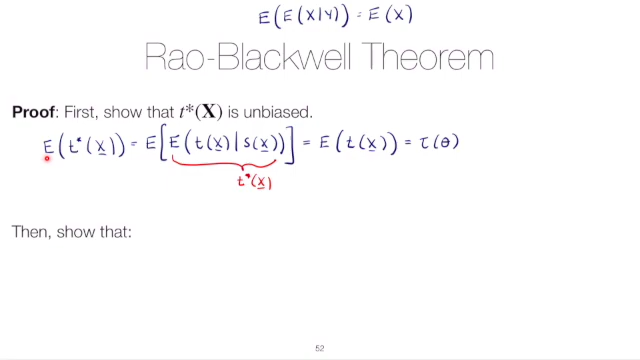 E(E(X|Y)) = E(X)
Rao-Blackwell Theorem
Proof: First, show that t*(X) is unbiased.
E(t*(X)) = E[E(t(X)|S(X))] = E(t(X)) = τ(θ)
t*(X)
Then, show that:
52